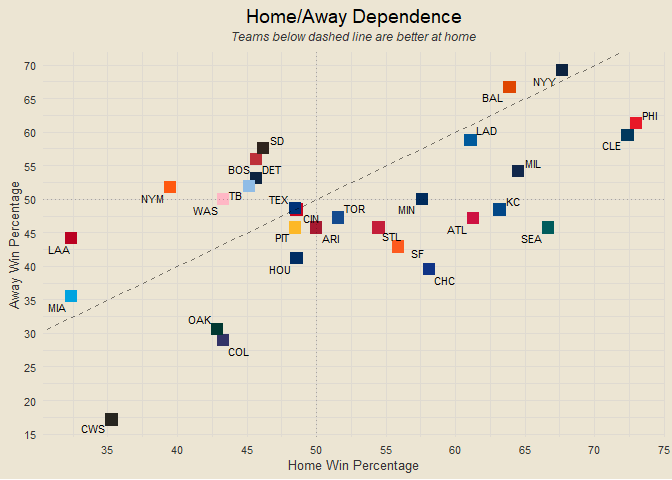 Home/Away Dependence
Teams below dashed line are better at home
70
NYY
BAL
65
PHI
LAD
60
CLE
SD
55
BOS
DET
MIL
NYM
TB
50
WAS
TEX
CIN
TOR
MIN
KC
45
PIT
ARI
STL
ATL
SEA
LAA
SF
40
HOU
CHC
35
MIA
OAK
30
COL
25
20
CWS
15
35
40
45
50
55
60
65
70
75
Home Win Percentage
Away Win Percentage